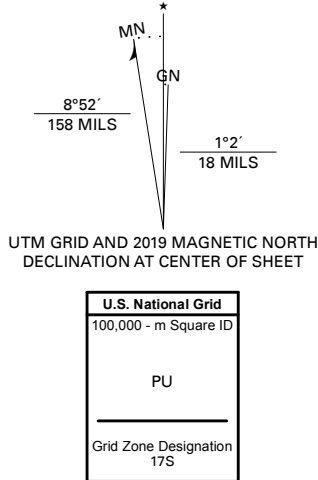 ★
MN
GN
8°52´
158 MILS
1°2´
18 MILS
UTM GRID AND 2019 MAGNETIC NORTH
DECLINATION AT CENTER OF SHEET
U.S. National Grid
100,000 - m Square ID
PU
Grid Zone Designation
17S